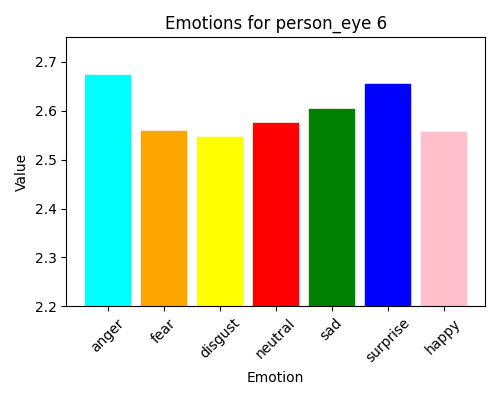 Emotions for person_eye 6
Value
2.7
2.6
2.5
2.4
2.3
2.2
anger
fear
disgust
neutral
sad
surprise
happy
Emotion